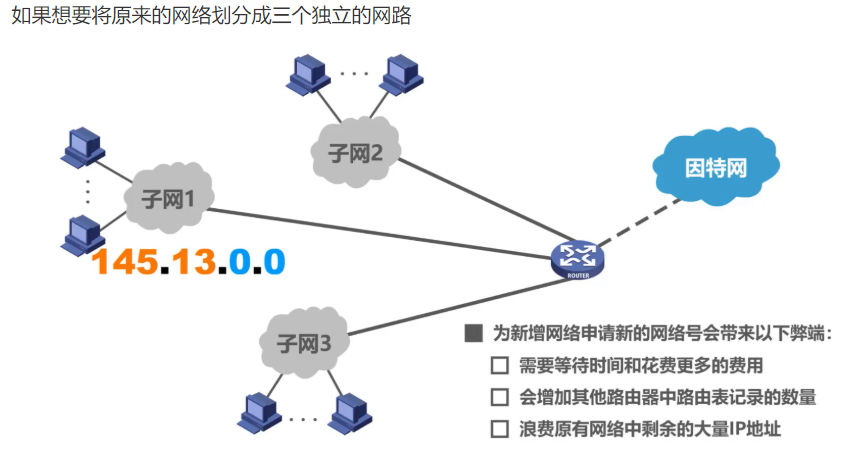 如果想要将原来的网络划分成三个独立的网路
子网2
因特网
子网1
145.13.0.0
ROUTER
子网3
为新增网络申请新的网络号会带来以下弊端：
需要等待时间和花费更多的费用
会增加其他路由器中路由表记录的数量
浪费原有网络中剩余的大量IP地址